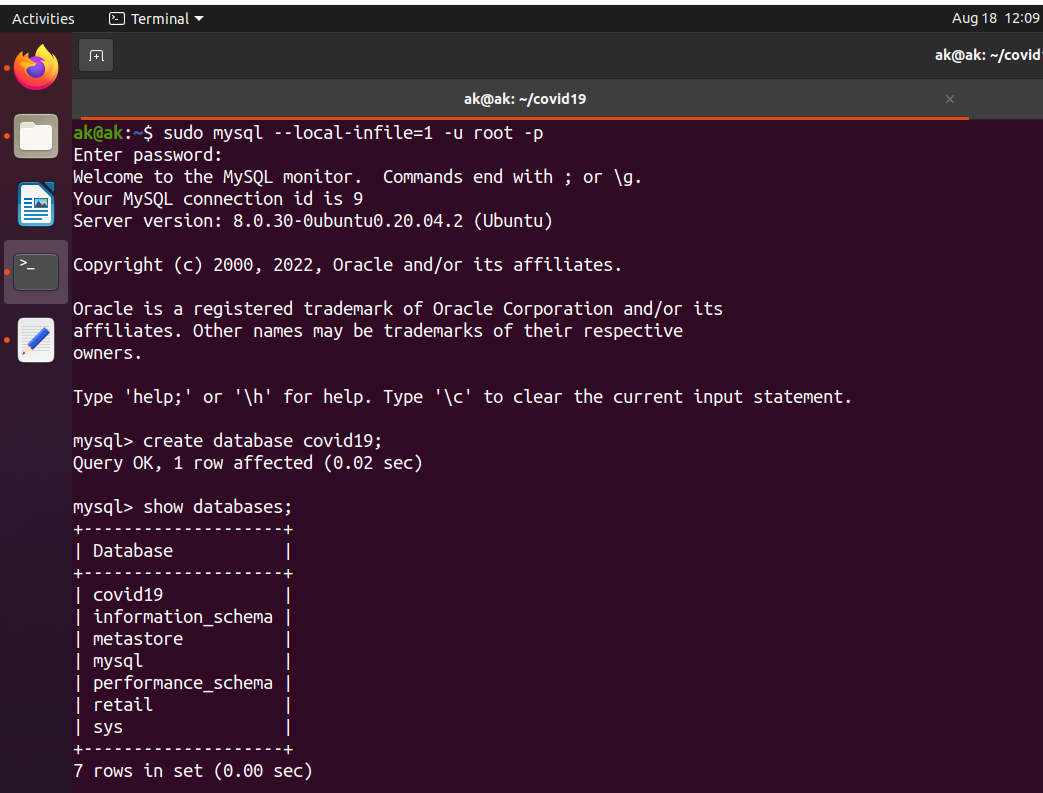 Activities Terminal Aug 18 12:09
ak@ak: ~/covid1
ak@ak: ~/covid19 ×
ak@ak:~$ sudo mysql --local-infile=1 -u root -p
Enter password:
Welcome to the MySQL monitor.  Commands end with ; or \g.
Your MySQL connection id is 9
Server version: 8.0.30-0ubuntu0.20.04.2 (Ubuntu)
Copyright (c) 2000, 2022, Oracle and/or its affiliates.
Oracle is a registered trademark of Oracle Corporation and/or its
affiliates. Other names may be trademarks of their respective
owners.
Type 'help;' or '\h' for help. Type '\c' to clear the current input statement.
mysql> create database covid19;
Query OK, 1 row affected (0.02 sec)
mysql> show databases;
+--------------------+
| Database           |
+--------------------+
| covid19            |
| information_schema |
| metastore          |
| mysql              |
| performance_schema |
| retail             |
| sys                |
+--------------------+
7 rows in set (0.00 sec)